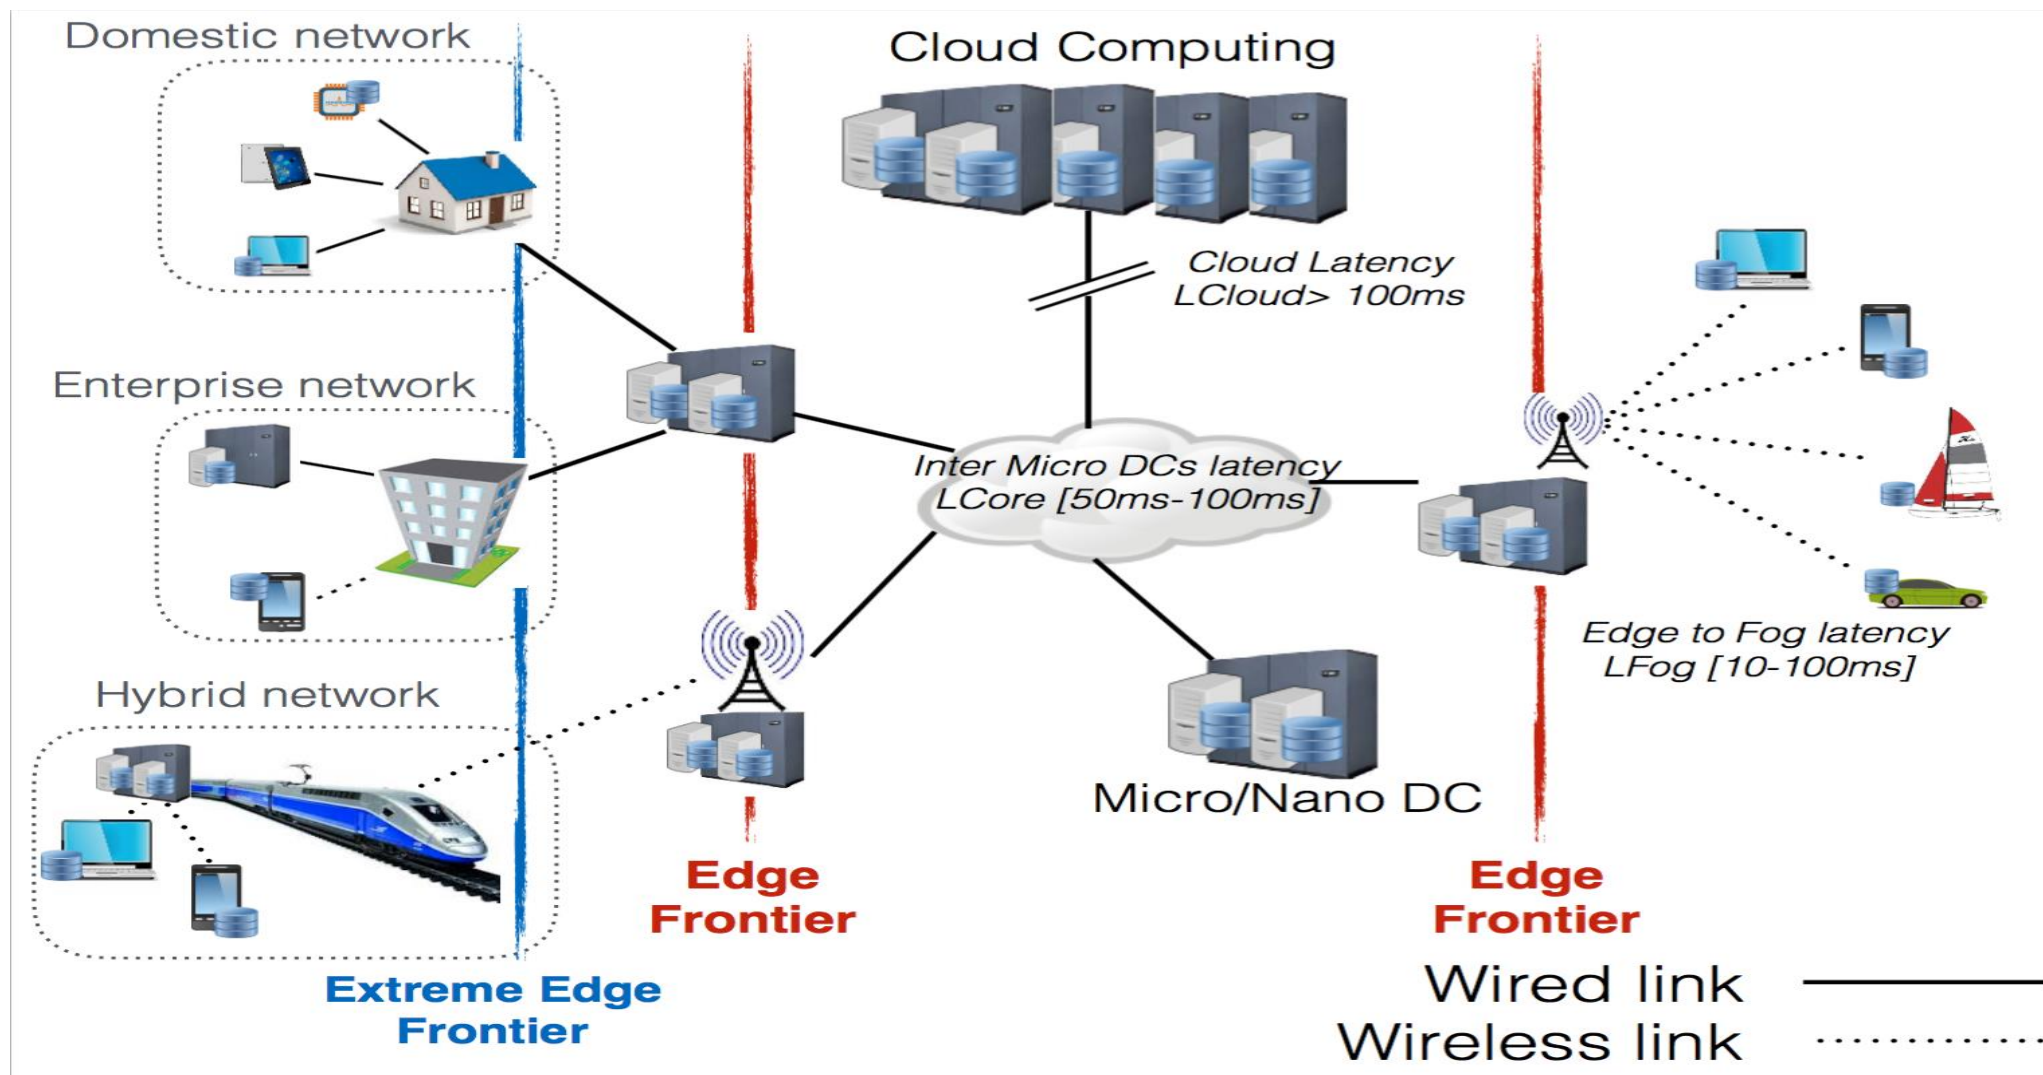 Domestic network
Cloud Computing
Cloud Latency
LCloud> 100ms
Enterprise network
Inter Micro DCs latency
LCore [50ms-100ms]
Edge to Fog latency
LFog [10-100ms]
Hybrid network
Micro/Nano DC
Edge
Frontier
Edge
Frontier
Extreme Edge
Frontier
Wired link
Wireless link